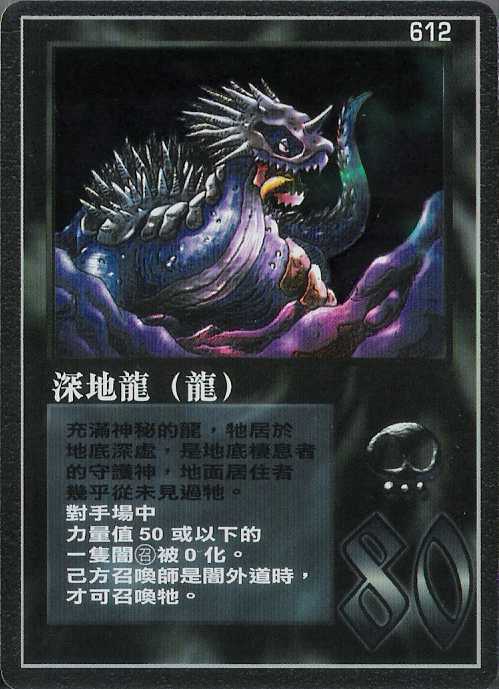 612
深地龍（龍）
充滿神秘的龍，牠居於
地底深處，是地底棲息者
的守護神，地面居住者
幾乎從未見過牠。
對手場中
力量值 50 或以下的
一隻闇㊁被 0 化。
己方召喚師是闇外道時，
才可召喚牠。
80